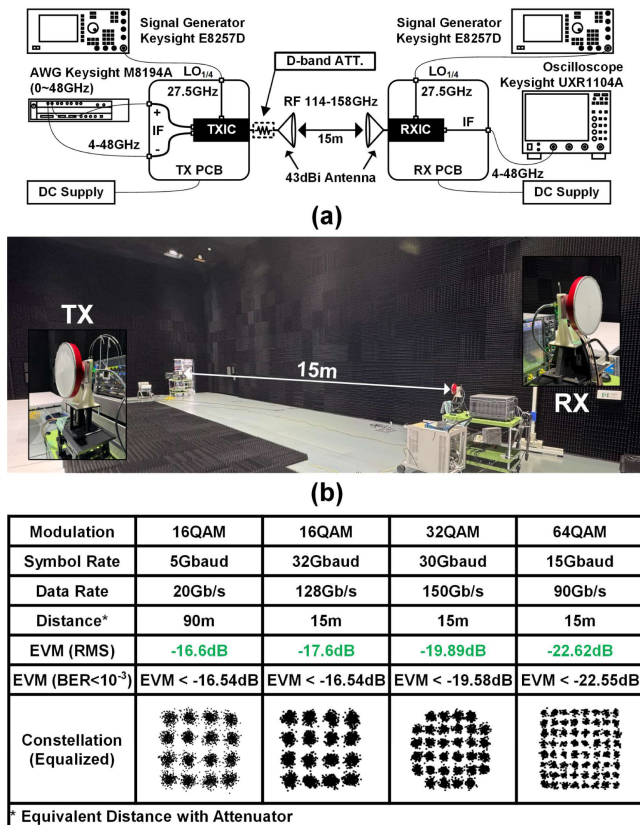 Signal Generator
Keysight E8257D
Signal Generator
Keysight E8257D
AWG Keysight M8194A
(0~48GHz)
LO1/4
27.5GHz
D-band ATT.
RF 114-158GHz
LO1/4
27.5GHz
Oscilloscope
Keysight UXR1104A
+
IF
-
TXIC
15m
RXIC
IF
4-48GHz
TX PCB
43dBi Antenna
RX PCB
4-48GHz
DC Supply
DC Supply
(a)
TX
15m
RX
(b)
Modulation 16QAM 16QAM 32QAM 64QAM
Symbol Rate 5Gbaud 32Gbaud 30Gbaud 15Gbaud
Data Rate 20Gb/s 128Gb/s 150Gb/s 90Gb/s
Distance* 90m 15m 15m 15m
EVM (RMS) -16.6dB -17.6dB -19.89dB -22.62dB
EVM (BER<10-3) EVM < -16.54dB EVM < -16.54dB EVM < -19.58dB EVM < -22.55dB
Constellation
(Equalized)
* Equivalent Distance with Attenuator